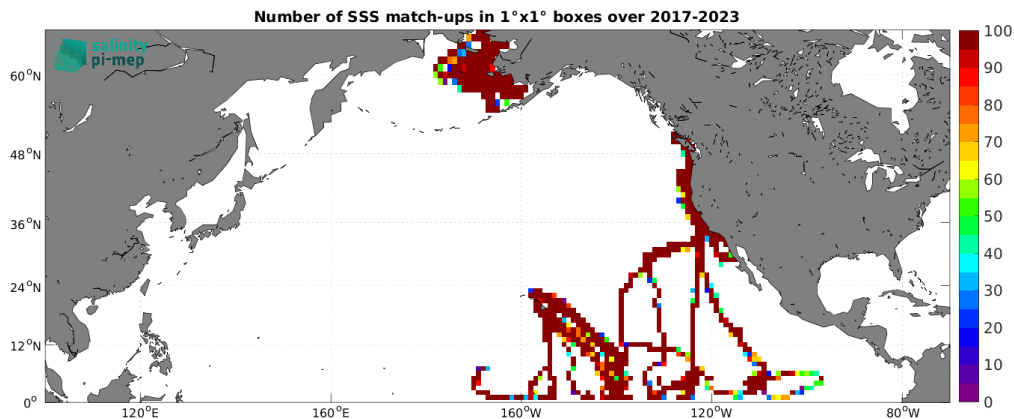 Number of SSS match-ups in 1°x1° boxes over 2017-2023
salinity
pi-mep
60°N
48°N
36°N
24°N
12°N
0°
120°E
160°E
160°W
120°W
80°W
100
90
80
70
60
50
40
30
20
10
0